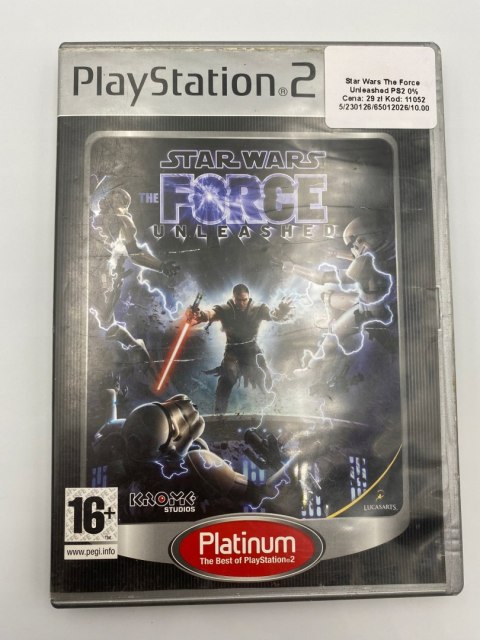 PlayStation®2
Star Wars The Force
Unleashed PS2 0%
Cena: 29 zł Kod: 11052
5/230126/65012026/10.00
STAR WARS
THE FORCE
UNLEASHED
KROME
STUDIOS
LUCASARTS
16+
www.pegi.info
Platinum
The Best of PlayStation®2